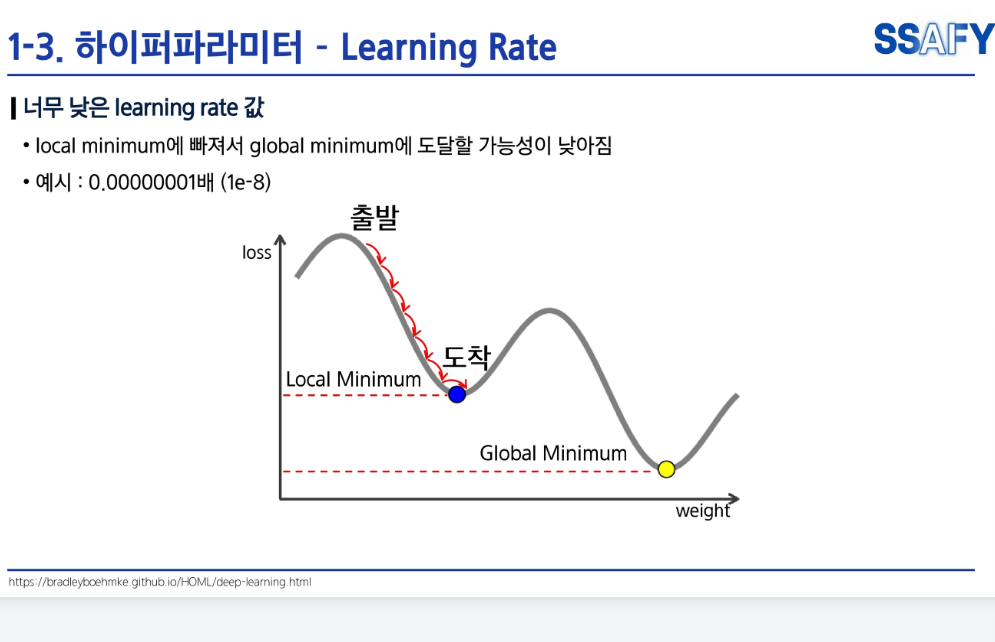 1-3. 하이퍼파라미터 - Learning Rate
SSAFY
너무 낮은 learning rate 값
• local minimum에 빠져서 global minimum에 도달할 가능성이 낮아짐
• 예시 : 0.00000001배 (1e-8)
출발
loss
도착
Local Minimum
Global Minimum
weight
https://bradleyboehmke.github.io/HOML/deep-learning.html